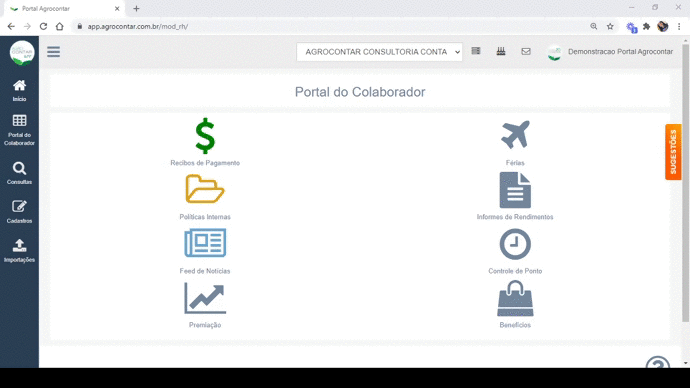 Portal Agrocontar
app.agrocontar.com.br/mod_rh/
AGROCONTAR CONSULTORIA CONTA
Demonstracao Portal Agrocontar
Início
Portal do
Colaborador
Consultas
Cadastros
Importações
Portal do Colaborador
Recibos de Pagamento
Férias
Políticas Internas
Informes de Rendimentos
Feed de Notícias
Controle de Ponto
Premiação
Benefícios
SUGESTÕES